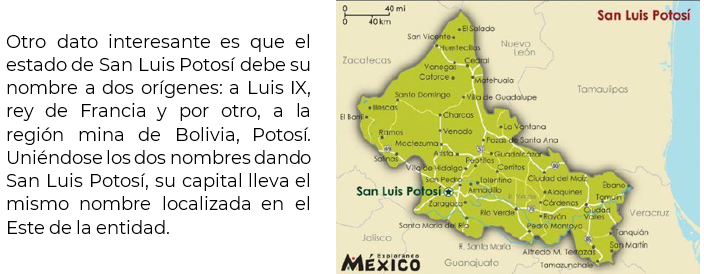 Otro dato interesante es que el
estado de San Luis Potosí debe su
nombre a dos orígenes: a Luis IX,
rey de Francia y por otro, a la
región mina de Bolivia, Potosí.
Uniéndose los dos nombres dando
San Luis Potosí, su capital lleva el
mismo nombre localizada en el
Este de la entidad.
0 40 mi
0 40 km
San Luis Potosí
El Salado
San Vicente
Huertecillas
Nuevo
León
Zacatecas
Vanegas
Cedral
Catorce
Matehuala
Tamaulipas
Santo Domingo
Villa de Guadalupe
Illescas
El Barril
Charcas
La Ventana
Ramos
Venado
Pozas de Santa Ana
Moctezuma
49
57
Salinas
Arista
Guadalcázar
Peotillos
Villa de Hidalgo
Cerritos
80
Ciudad del Maíz
San Pedro
Tolentino
Ebano
San Luis Potosí
Armadillo
Alaquines
Tamuín
Zaragoza
Cárdenas
Ciudad
Valles
Río Verde
Rayón
Veracruz
Santa María del Río
Pedro Montoya
Tanquián
85
San Martín
Jalisco
R. Santa María
Alfredo M. Terrazas
Guanajuato
Tamazunchale
Explorando
México